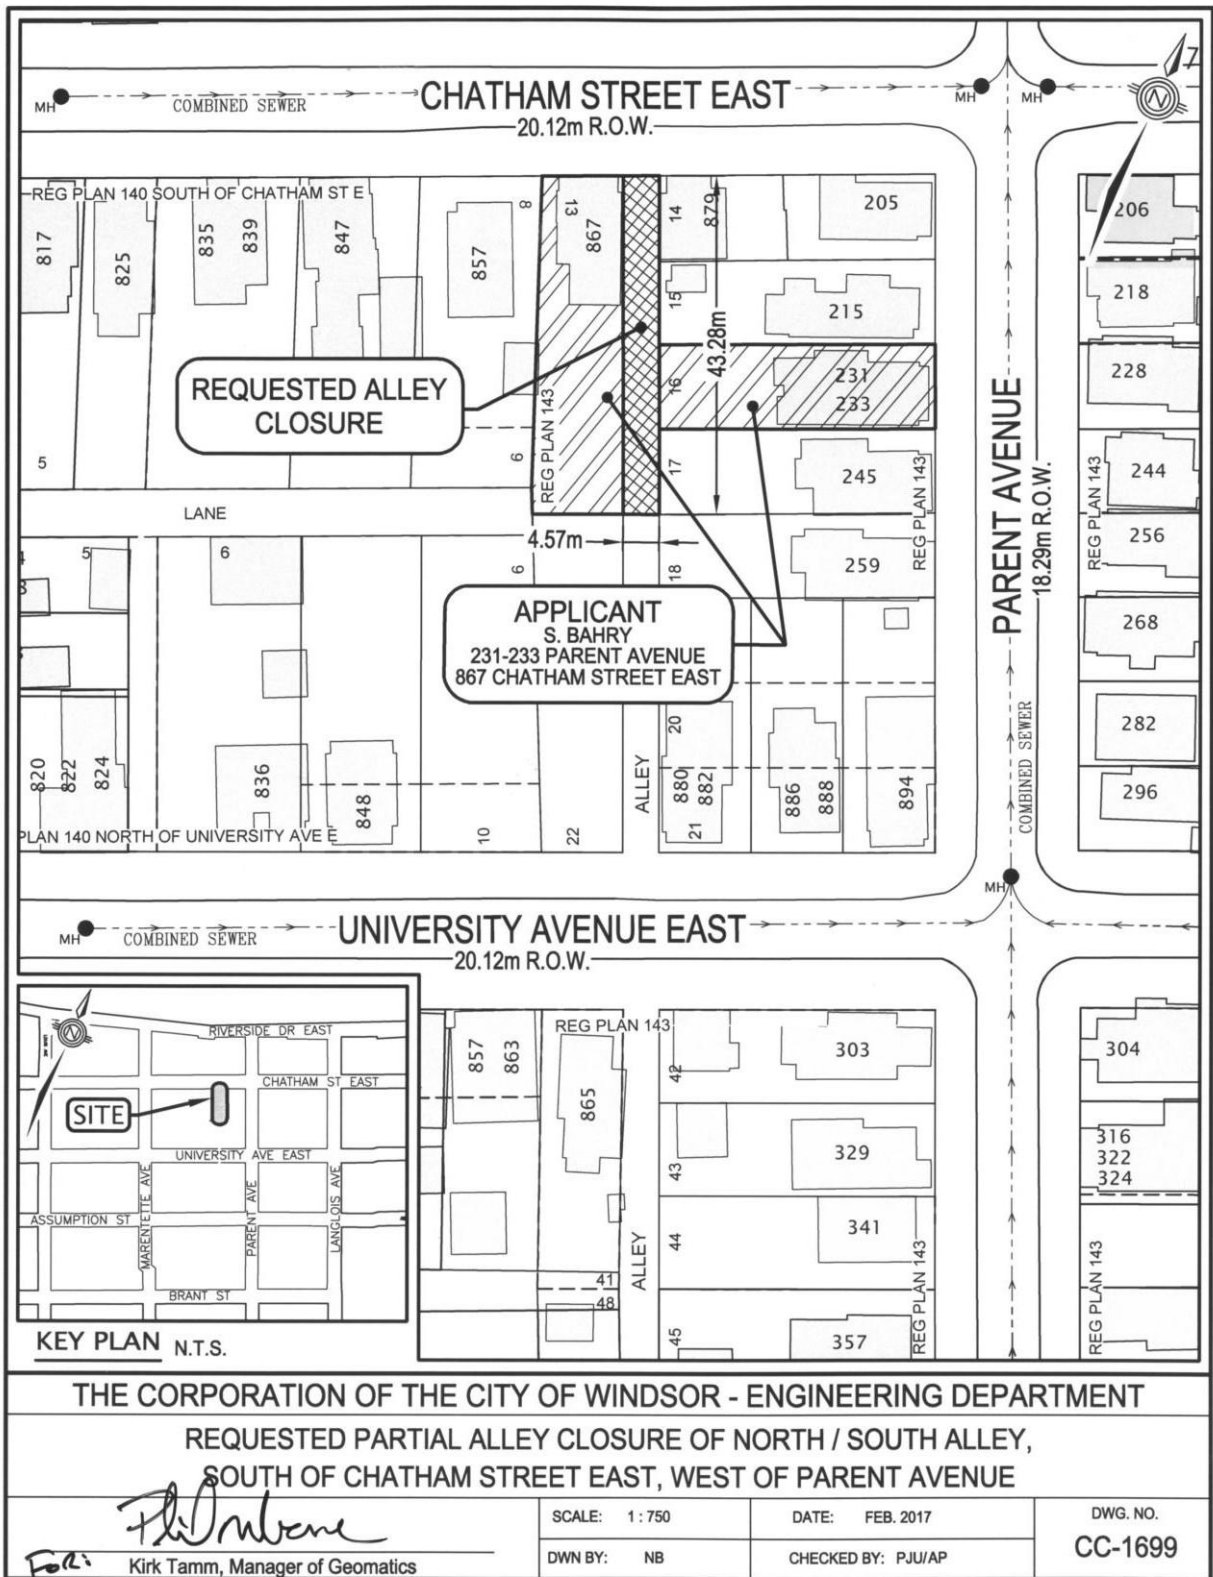 CHATHAM STREET EAST
20.12m R.O.W.
MH
COMBINED SEWER
MH
MH
N
7
REG PLAN 140 SOUTH OF CHATHAM ST E
817
825
835
839
847
857
8
13
867
14
879
205
206
15
215
218
43.28m
REQUESTED ALLEY
CLOSURE
REG PLAN 143
16
231
233
228
PARENT AVENUE
18.29m R.O.W.
5
6
17
245
REG PLAN 143
244
REG PLAN 143
LANE
4.57m
256
5
6
6
18
259
APPLICANT
S. BAHRY
231-233 PARENT AVENUE
867 CHATHAM STREET EAST
268
20
282
COMBINED SEWER
820
822
824
836
848
ALLEY
880
882
886
888
894
296
PLAN 140 NORTH OF UNIVERSITY AVE E
10
22
21
MH
MH
COMBINED SEWER
UNIVERSITY AVENUE EAST
20.12m R.O.W.
N
RIVERSIDE DR EAST
CHATHAM ST EAST
SITE
UNIVERSITY AVE EAST
MARENTETTE AVE
PARENT AVE
LANGLOIS AVE
ASSUMPTION ST
BRANT ST
KEY PLAN N.T.S.
REG PLAN 143
857
863
865
42
303
304
43
329
316
322
324
ALLEY
44
341
REG PLAN 143
REG PLAN 143
41
48
45
357
THE CORPORATION OF THE CITY OF WINDSOR - ENGINEERING DEPARTMENT
REQUESTED PARTIAL ALLEY CLOSURE OF NORTH / SOUTH ALLEY,
SOUTH OF CHATHAM STREET EAST, WEST OF PARENT AVENUE
FOR:
Kirk Tamm, Manager of Geomatics
SCALE: 1 : 750
DATE: FEB. 2017
DWN BY: NB
CHECKED BY: PJU/AP
DWG. NO.
CC-1699